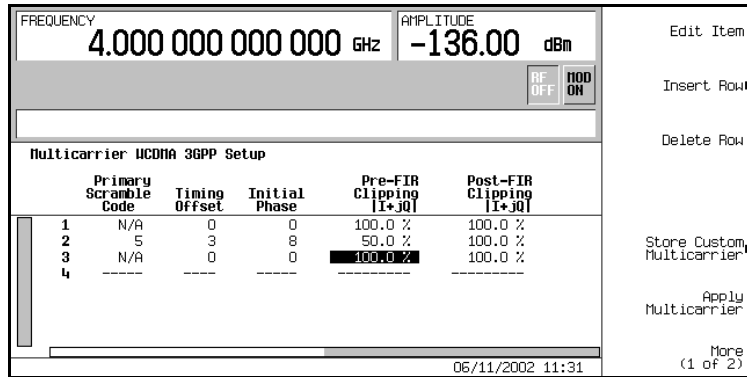 FREQUENCY
4.000 000 000 000 GHz
AMPLITUDE
-136.00 dBm
RF OFF
MOD ON
Multicarrier WCDMA 3GPP Setup
Primary Scramble Code
Timing Offset
Initial Phase
Pre-FIR Clipping |I+jQ|
Post-FIR Clipping |I+jQ|
1 N/A 0 0 100.0 % 100.0 %
2 5 3 8 50.0 % 100.0 %
3 N/A 0 0 100.0 % 100.0 %
4 ----- ---- ----- --------- ---------
06/11/2002 11:31
Edit Item
Insert Row
Delete Row
Store Custom
Multicarrier
Apply
Multicarrier
More
(1 of 2)